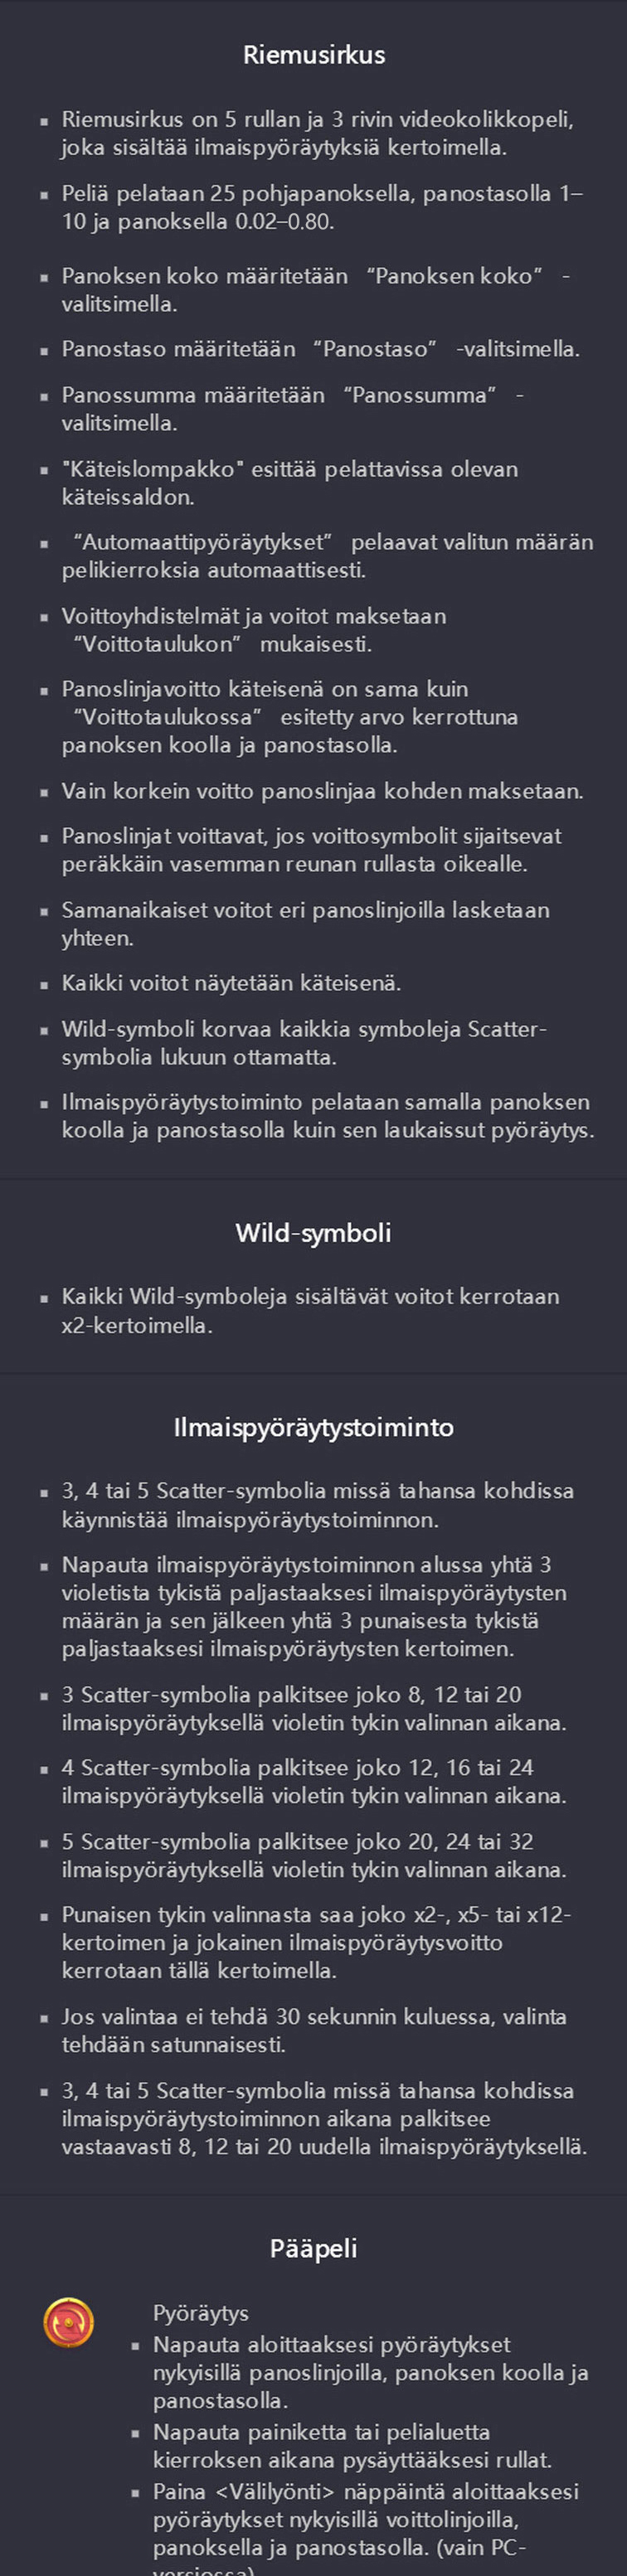 Riemusirkus
▪ Riemusirkus on 5 rullan ja 3 rivin videokolikkopeli,
joka sisältää ilmaispyöräytyksiä kertoimella.
▪ Peliä pelataan 25 pohjapanoksella, panostasolla 1–
10 ja panoksella 0.02–0.80.
▪ Panoksen koko määritetään “Panoksen koko” -
valitsimella.
▪ Panostaso määritetään “Panostaso” -valitsimella.
▪ Panossumma määritetään “Panossumma” -
valitsimella.
▪ "Käteislompakko" esittää pelattavissa olevan
käteissaldon.
▪ “Automaattipyöräytykset” pelaavat valitun määrän
pelikierroksia automaattisesti.
▪ Voittoyhdistelmät ja voitot maksetaan
“Voittotaulukon” mukaisesti.
▪ Panoslinjavoitto käteisenä on sama kuin
“Voittotaulukossa” esitetty arvo kerrottuna
panoksen koolla ja panostasolla.
▪ Vain korkein voitto panoslinjaa kohden maksetaan.
▪ Panoslinjat voittavat, jos voittosymbolit sijaitsevat
peräkkäin vasemman reunan rullasta oikealle.
▪ Samanaikaiset voitot eri panoslinjoilla lasketaan
yhteen.
▪ Kaikki voitot näytetään käteisenä.
▪ Wild-symboli korvaa kaikkia symboleja Scatter-
symbolia lukuun ottamatta.
▪ Ilmaispyöräytystoiminto pelataan samalla panoksen
koolla ja panostasolla kuin sen laukaissut pyöräytys.
Wild-symboli
▪ Kaikki Wild-symboleja sisältävät voitot kerrotaan
x2-kertoimella.
Ilmaispyöräytystoiminto
▪ 3, 4 tai 5 Scatter-symbolia missä tahansa kohdissa
käynnistää ilmaispyöräytystoiminnon.
▪ Napauta ilmaispyöräytystoiminnon alussa yhtä 3
violetista tykistä paljastaaksesi ilmaispyöräytysten
määrän ja sen jälkeen yhtä 3 punaisesta tykistä
paljastaaksesi ilmaispyöräytysten kertoimen.
▪ 3 Scatter-symbolia palkitsee joko 8, 12 tai 20
ilmaispyöräytyksellä violetin tykin valinnan aikana.
▪ 4 Scatter-symbolia palkitsee joko 12, 16 tai 24
ilmaispyöräytyksellä violetin tykin valinnan aikana.
▪ 5 Scatter-symbolia palkitsee joko 20, 24 tai 32
ilmaispyöräytyksellä violetin tykin valinnan aikana.
▪ Punaisen tykin valinnasta saa joko x2-, x5- tai x12-
kertoimen ja jokainen ilmaispyöräytysvoitto
kerrotaan tällä kertoimella.
▪ Jos valintaa ei tehdä 30 sekunnin kuluessa, valinta
tehdään satunnaisesti.
▪ 3, 4 tai 5 Scatter-symbolia missä tahansa kohdissa
ilmaispyöräytystoiminnon aikana palkitsee
vastaavasti 8, 12 tai 20 uudella ilmaispyöräytyksellä.
Pääpeli
Pyöräytys
▪ Napauta aloittaaksesi pyöräytykset
nykyisillä panoslinjoilla, panoksen koolla ja
panostasolla.
▪ Napauta painiketta tai pelialuetta
kierroksen aikana pysäyttääksesi rullat.
▪ Paina <Välilyönti> näppäintä aloittaaksesi
pyöräytykset nykyisillä voittolinjoilla,
panoksella ja panostasolla. (vain PC-
versiossa)